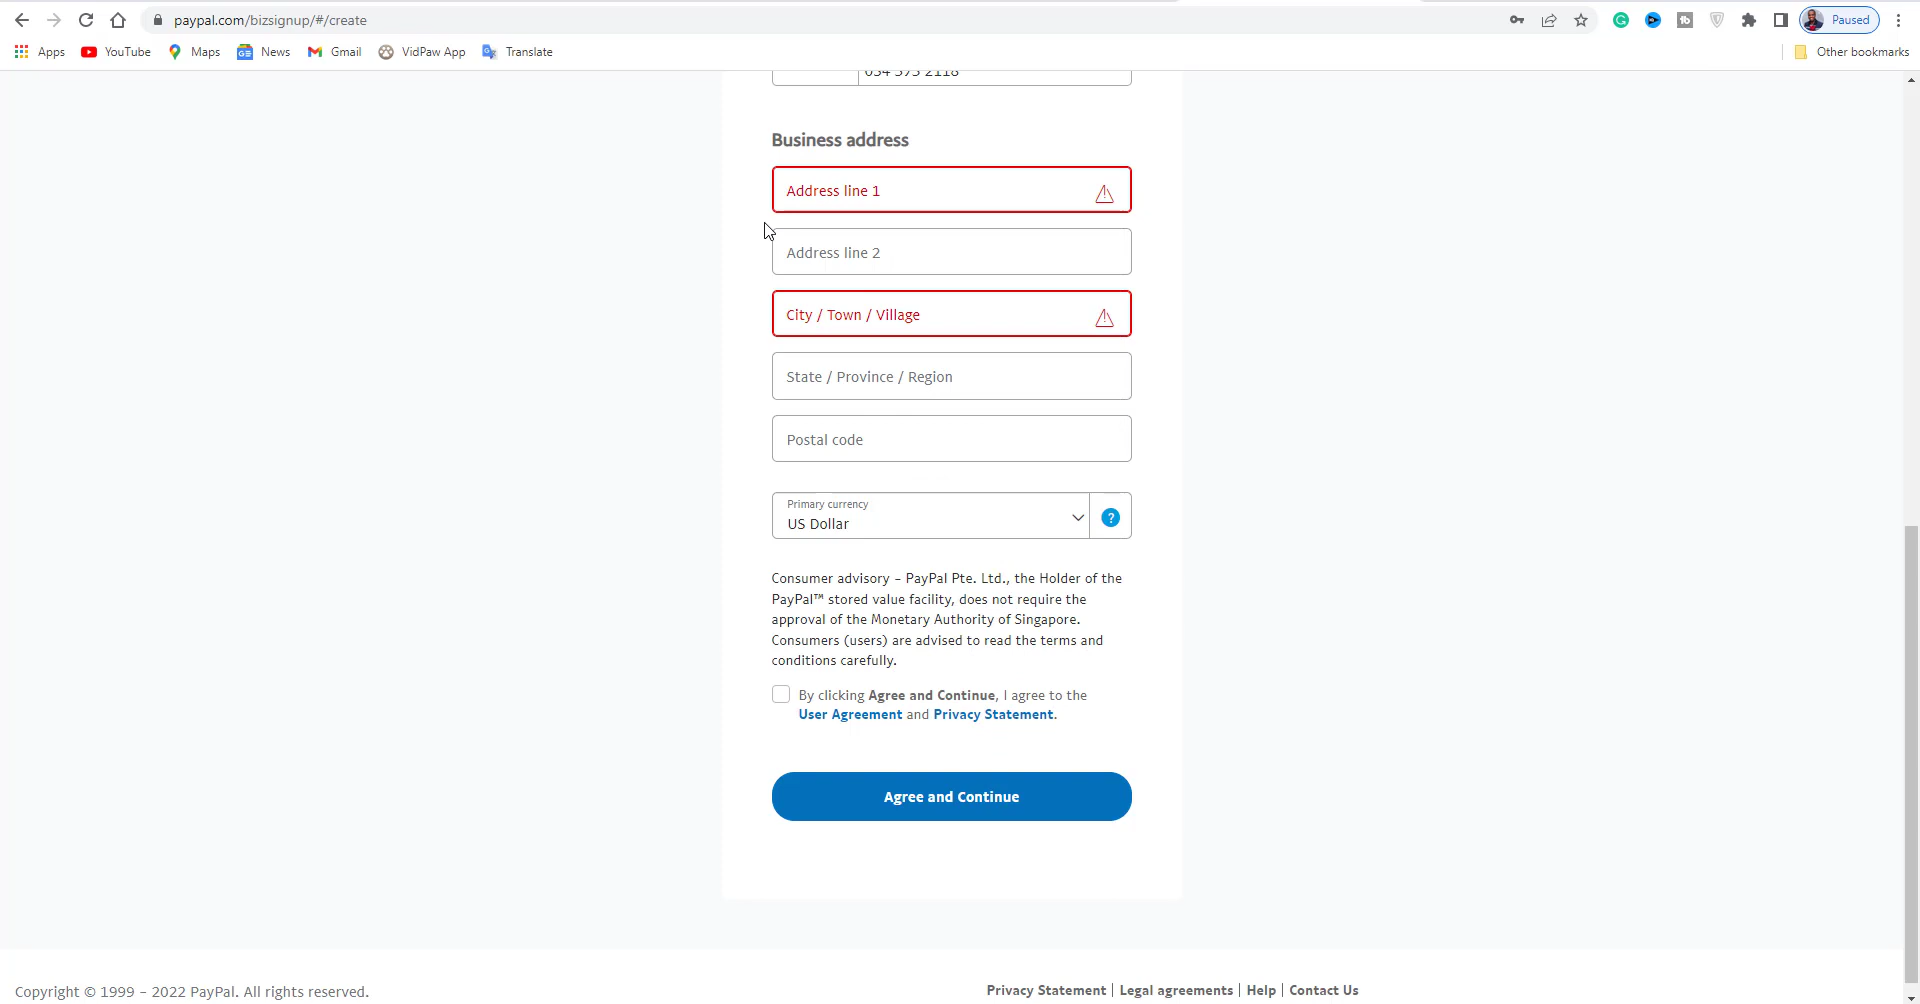 paypal.com/bizsignup/#/create
Paused
Apps YouTube Maps News Gmail VidPaw App Translate Other bookmarks
034 393 2118
Business address
Address line 1
Address line 2
City / Town / Village
State / Province / Region
Postal code
Primary currency
US Dollar
?
Consumer advisory – PayPal Pte. Ltd., the Holder of the
PayPal™ stored value facility, does not require the
approval of the Monetary Authority of Singapore.
Consumers (users) are advised to read the terms and
conditions carefully.
By clicking Agree and Continue, I agree to the
User Agreement and Privacy Statement.
Agree and Continue
Copyright © 1999 – 2022 PayPal. All rights reserved.
Privacy Statement | Legal agreements | Help | Contact Us